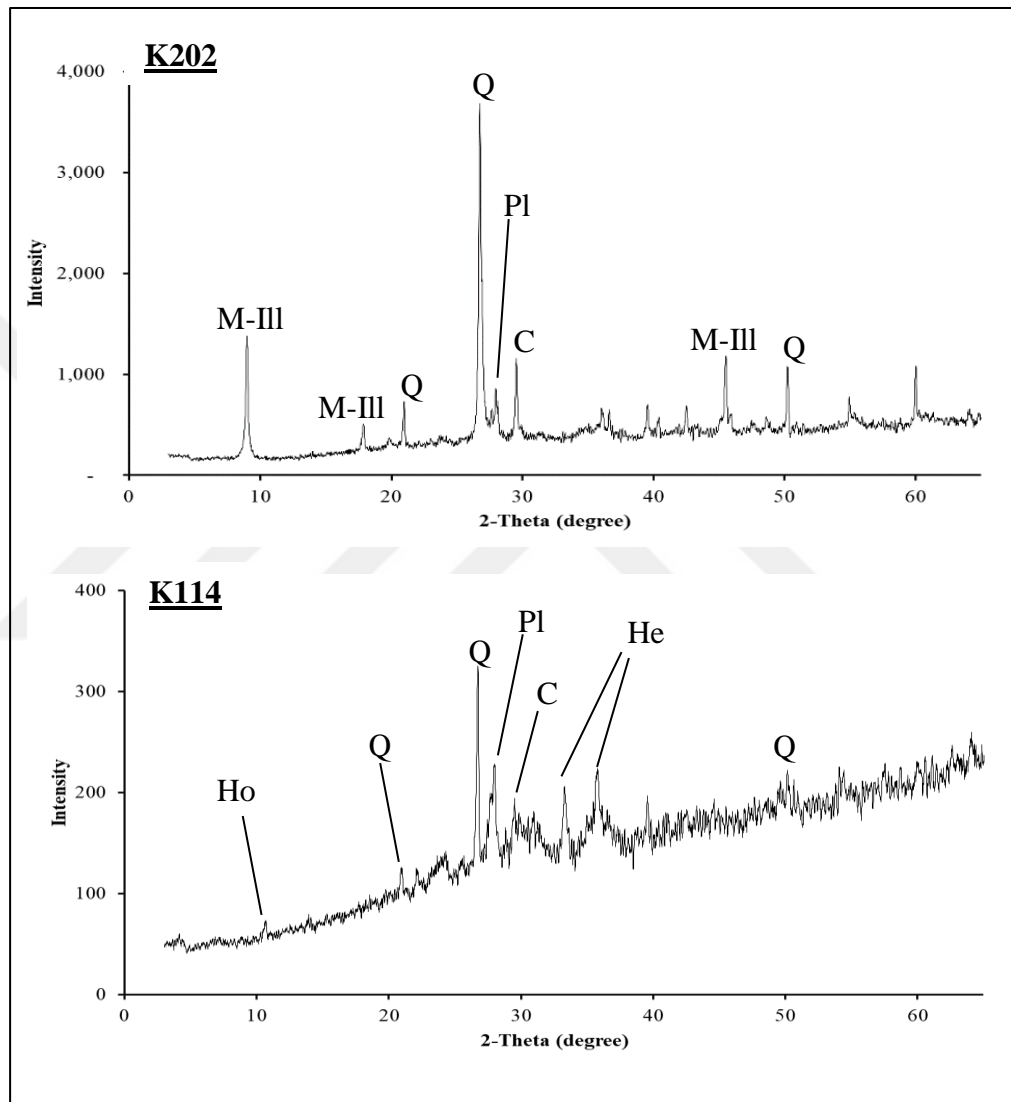 K202
4,000
Q
3,000
Pl
2,000
Intensity
M-Ill
C
M-Ill
Q
1,000
M-Ill
Q
-
0 10 20 30 40 50 60
2-Theta (degree)
K114
400
Pl
He
Q
300
C
Q
Q
Intensity
200
Ho
100
0
0 10 20 30 40 50 60
2-Theta (degree)